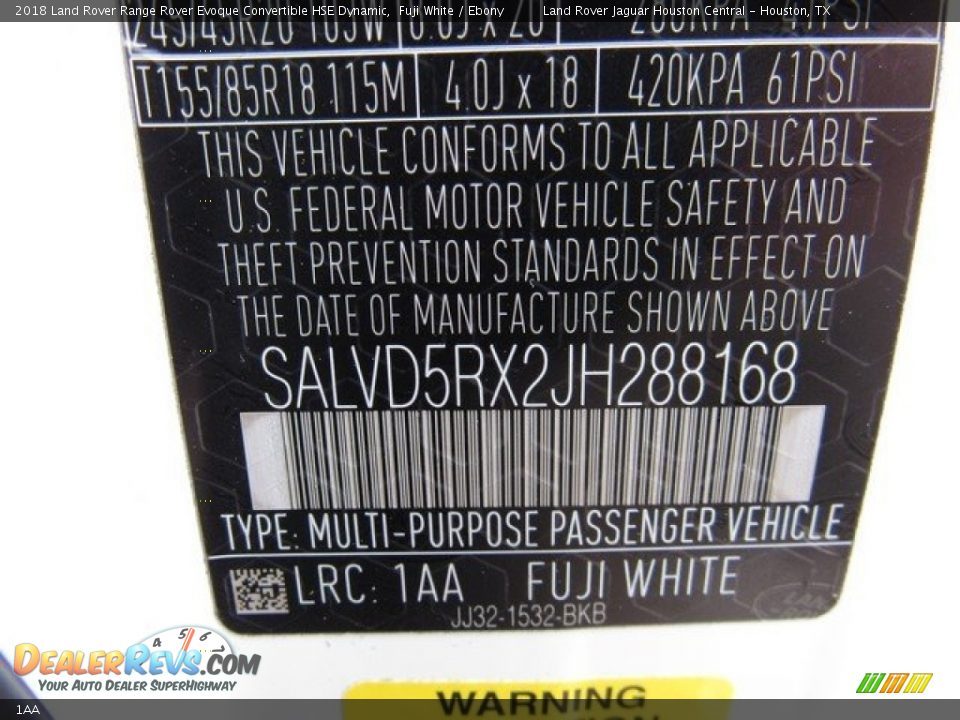 2018 Land Rover Range Rover Evoque Convertible HSE Dynamic, Fuji White / Ebony Land Rover Jaguar Houston Central - Houston, TX
T155/85R18 115M 4.0J x 18 420KPA 61PSI
THIS VEHICLE CONFORMS TO ALL APPLICABLE
U.S. FEDERAL MOTOR VEHICLE SAFETY AND
THEFT PREVENTION STANDARDS IN EFFECT ON
THE DATE OF MANUFACTURE SHOWN ABOVE
SALVD5RX2JH288168
TYPE: MULTI-PURPOSE PASSENGER VEHICLE
LRC: 1AA FUJI WHITE
JJ32-1532-BKB
4 5 6
DEALERREVS.COM
YOUR AUTO DEALER SUPERHIGHWAY
WARNING
1AA